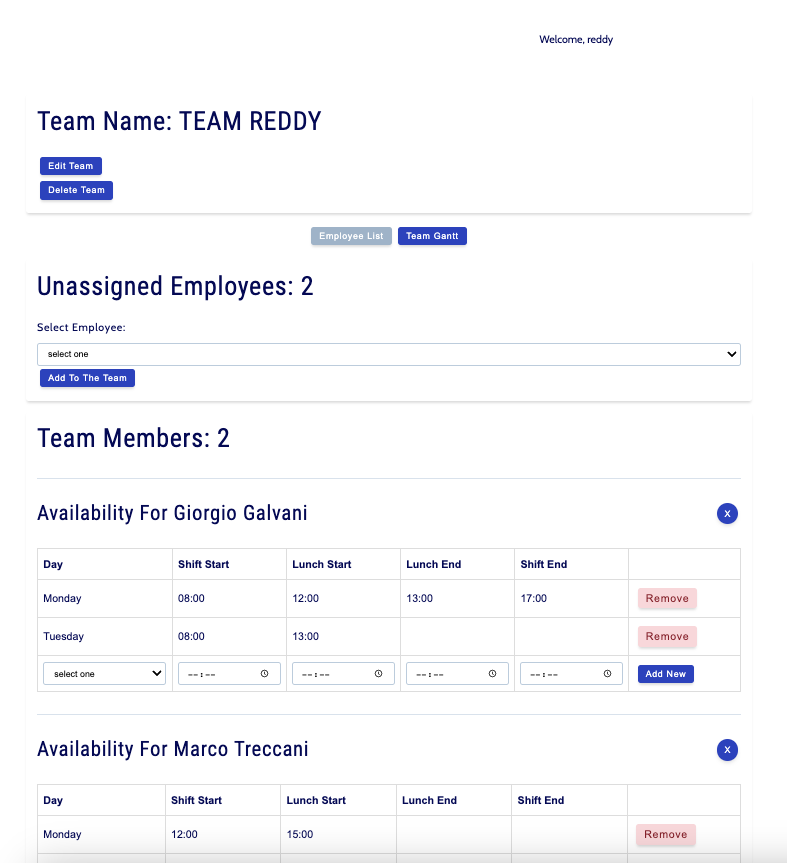 Welcome, reddy
Team Name: TEAM REDDY
Edit Team
Delete Team
Employee List Team Gantt
Unassigned Employees: 2
Select Employee:
select one
Add To The Team
Team Members: 2
Availability For Giorgio Galvani X
Day Shift Start Lunch Start Lunch End Shift End
Monday 08:00 12:00 13:00 17:00 Remove
Tuesday 08:00 13:00 Remove
select one --:-- --:-- --:-- --:-- Add New
Availability For Marco Treccani X
Day Shift Start Lunch Start Lunch End Shift End
Monday 12:00 15:00 Remove